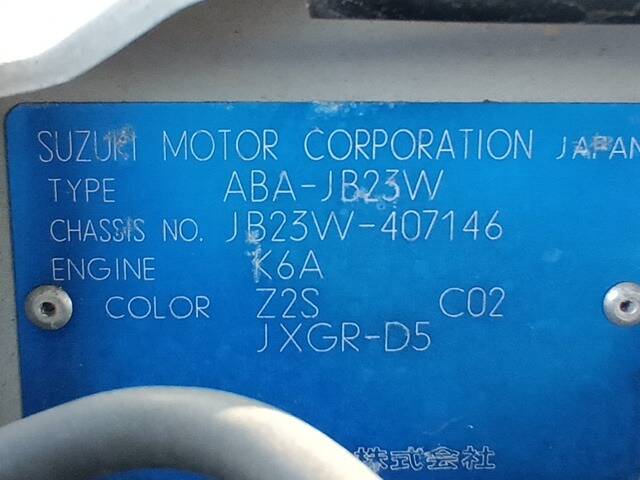 SUZUKI MOTOR CORPORATION JAPAN
TYPE ABA-JB23W
CHASSIS NO. JB23W-407146
ENGINE K6A
COLOR Z2S C02
JXGR-D5
株式会社